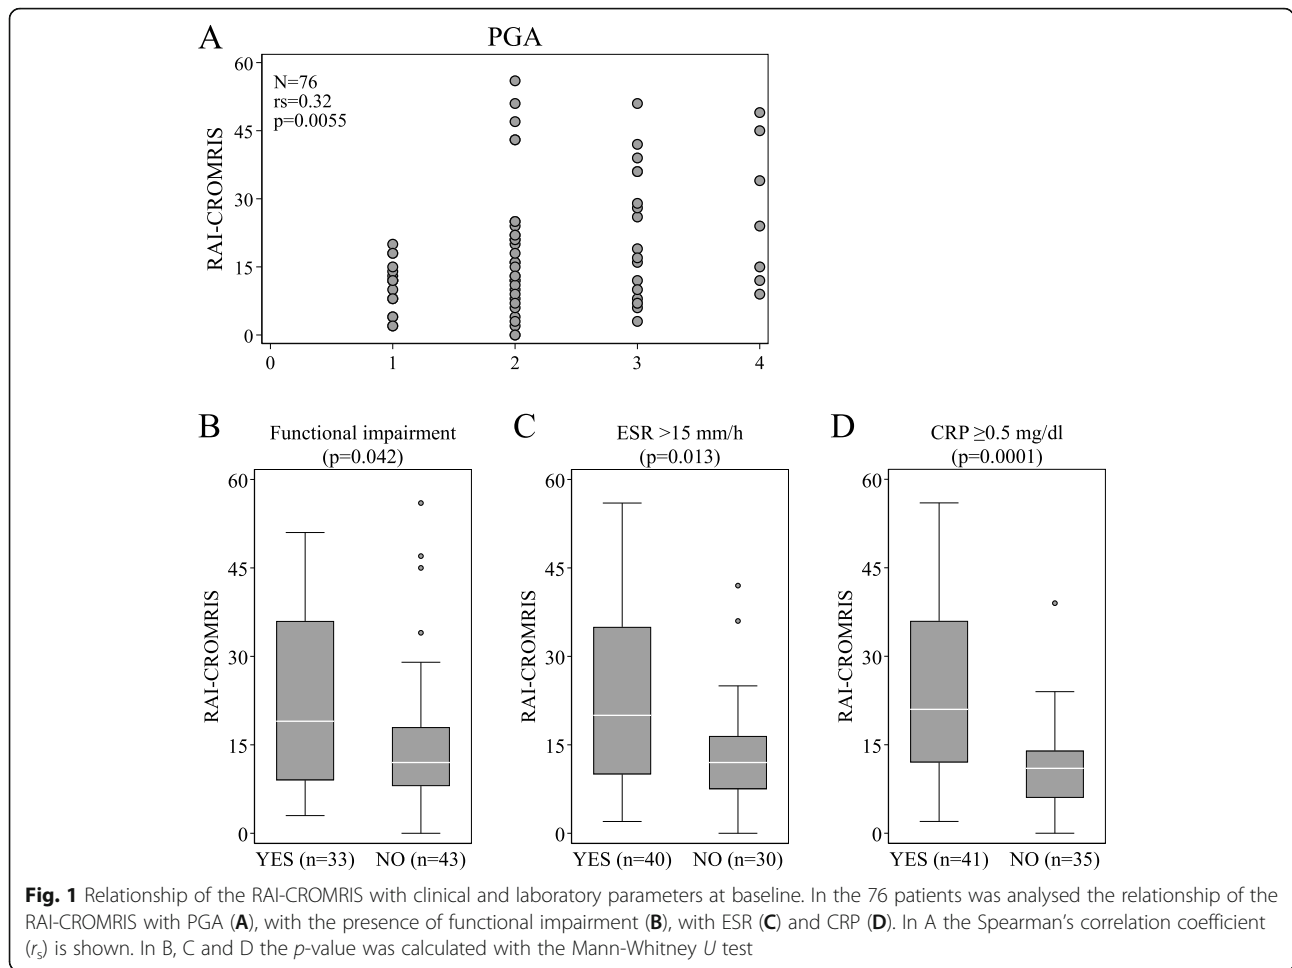 A
PGA
N=76
rs=0.32
p=0.0055
RAI-CROMRIS
60
45
30
15
0
0 1 2 3 4
B
Functional impairment
(p=0.042)
RAI-CROMRIS
60
45
30
15
0
YES (n=33) NO (n=43)
C
ESR >15 mm/h
(p=0.013)
RAI-CROMRIS
60
45
30
15
0
YES (n=40) NO (n=30)
D
CRP ≥0.5 mg/dl
(p=0.0001)
RAI-CROMRIS
60
45
30
15
0
YES (n=41) NO (n=35)
Fig. 1 Relationship of the RAI-CROMRIS with clinical and laboratory parameters at baseline. In the 76 patients was analysed the relationship of the
RAI-CROMRIS with PGA (A), with the presence of functional impairment (B), with ESR (C) and CRP (D). In A the Spearman's correlation coefficient
(rs) is shown. In B, C and D the p-value was calculated with the Mann-Whitney U test